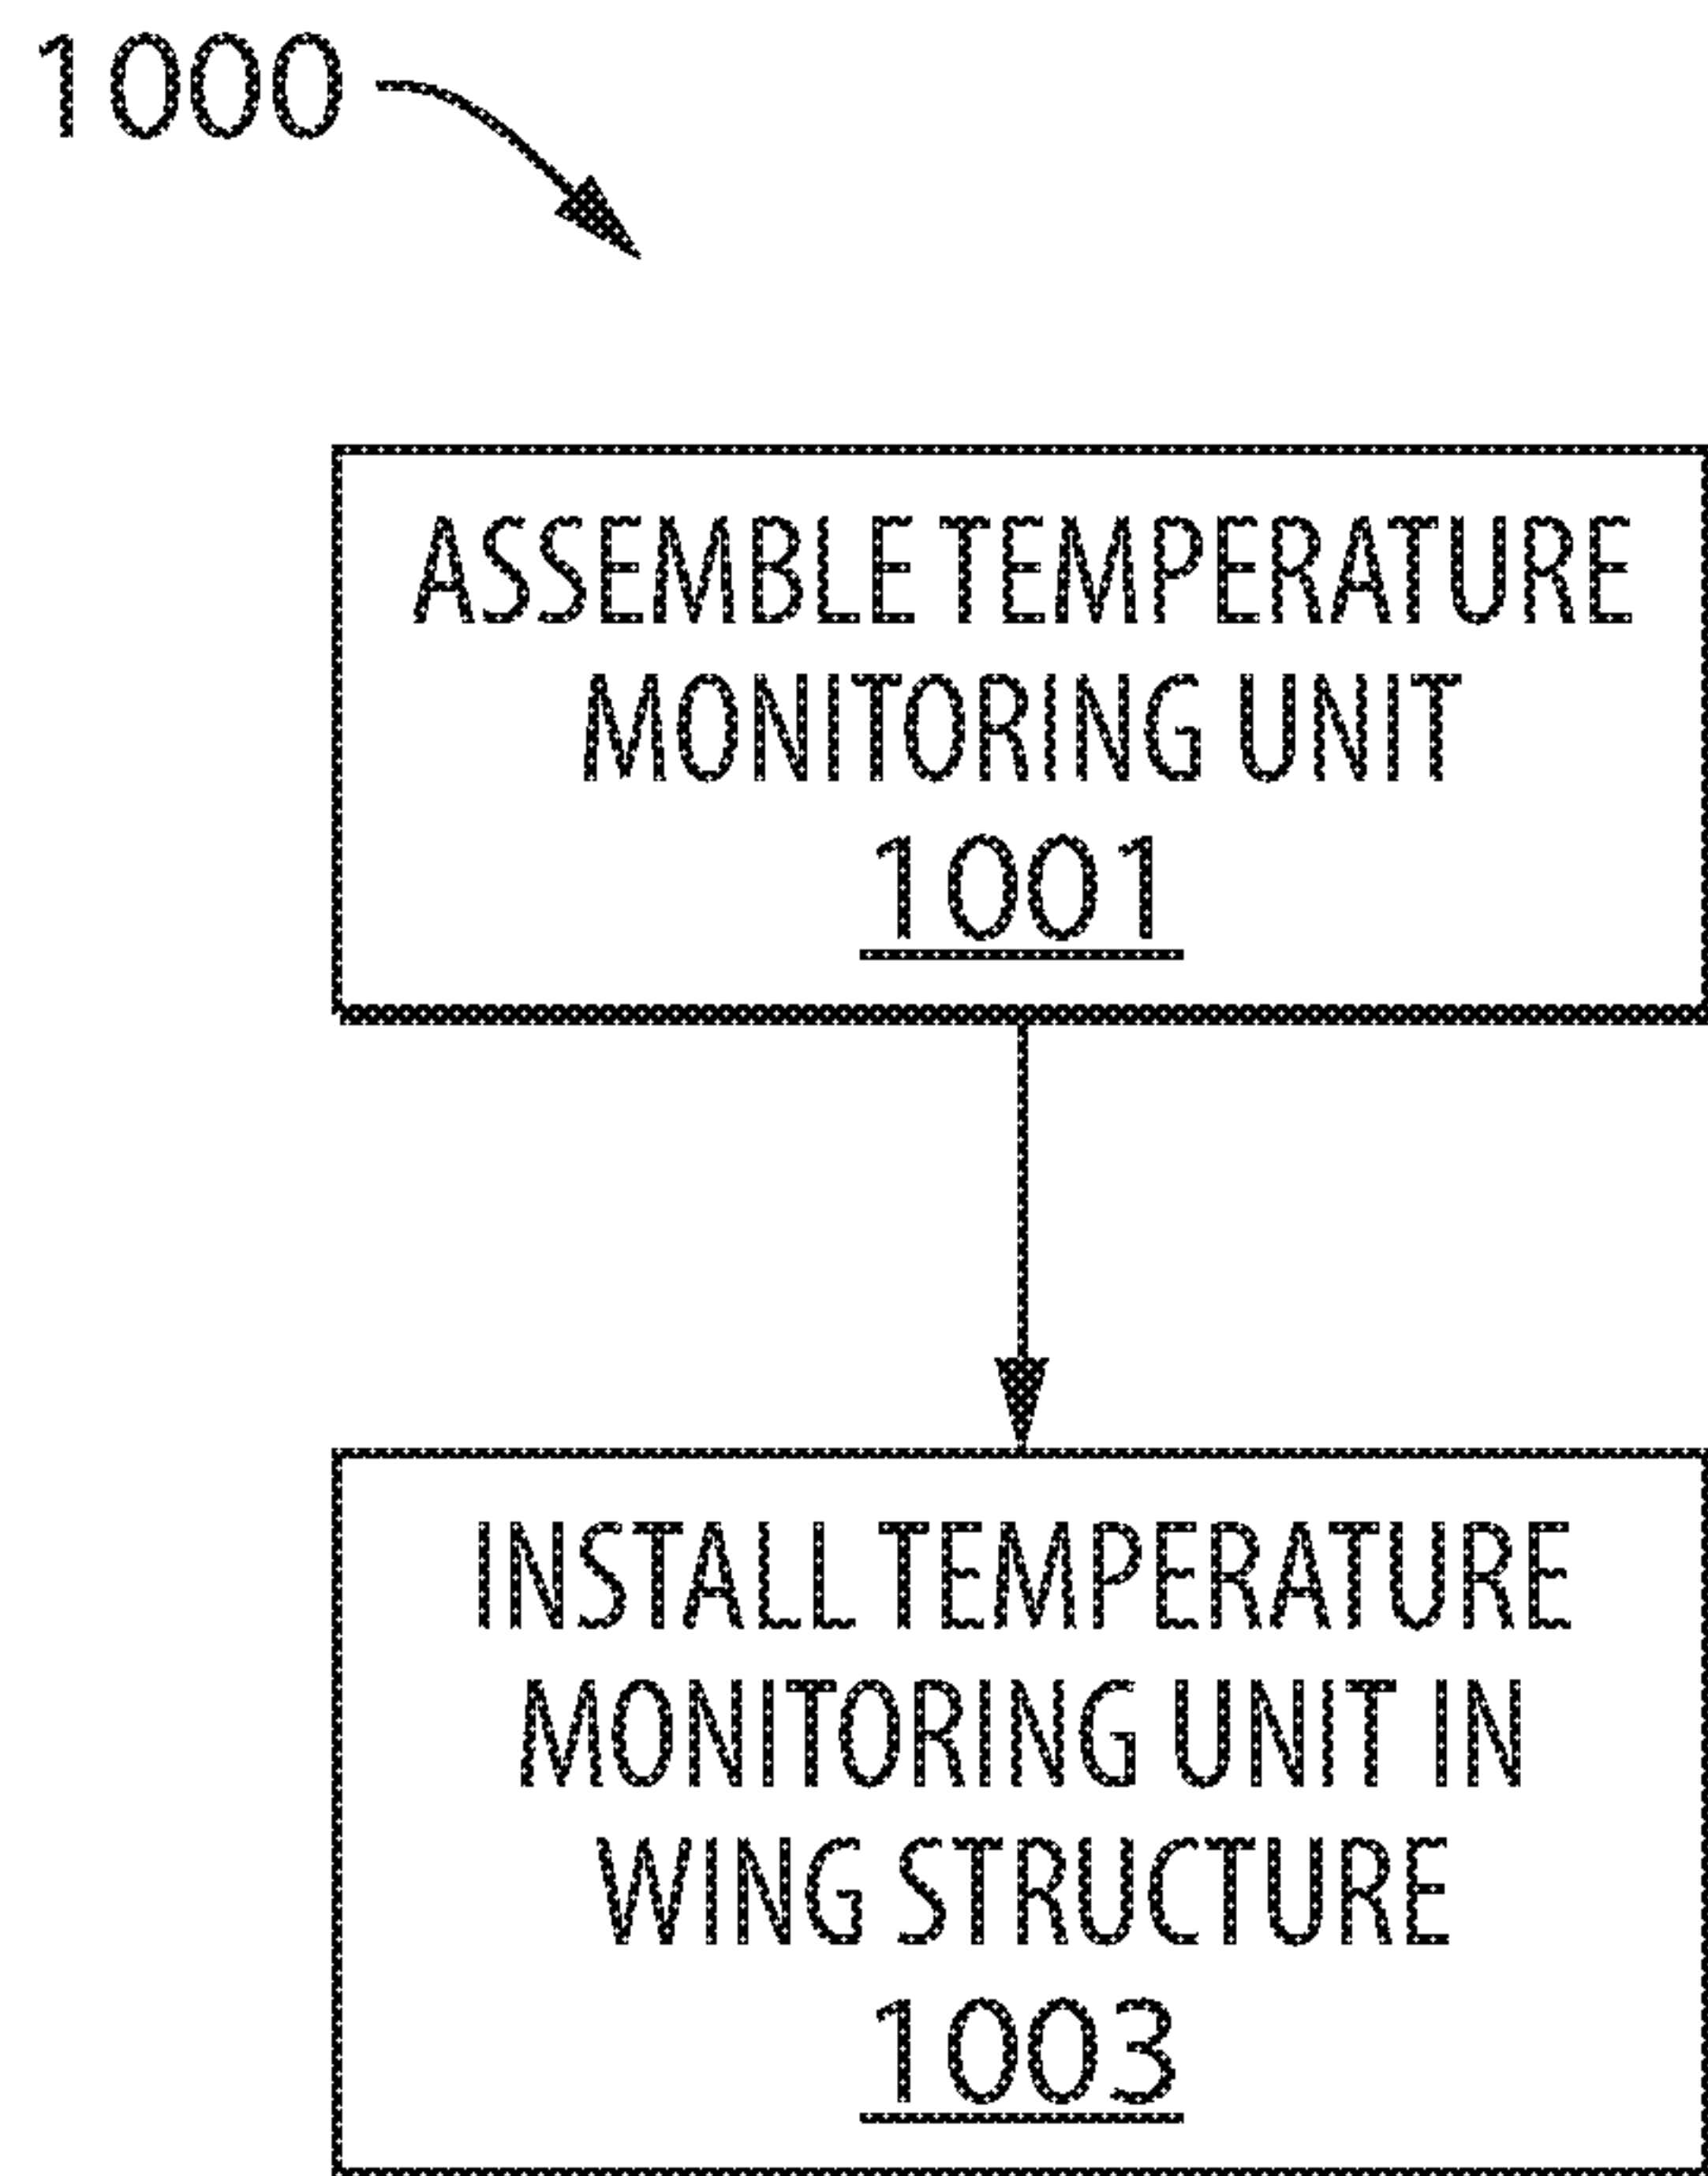 1000
ASSEMBLE TEMPERATURE
MONITORING UNIT
1001
INSTALL TEMPERATURE
MONITORING UNIT IN
WING STRUCTURE
1003